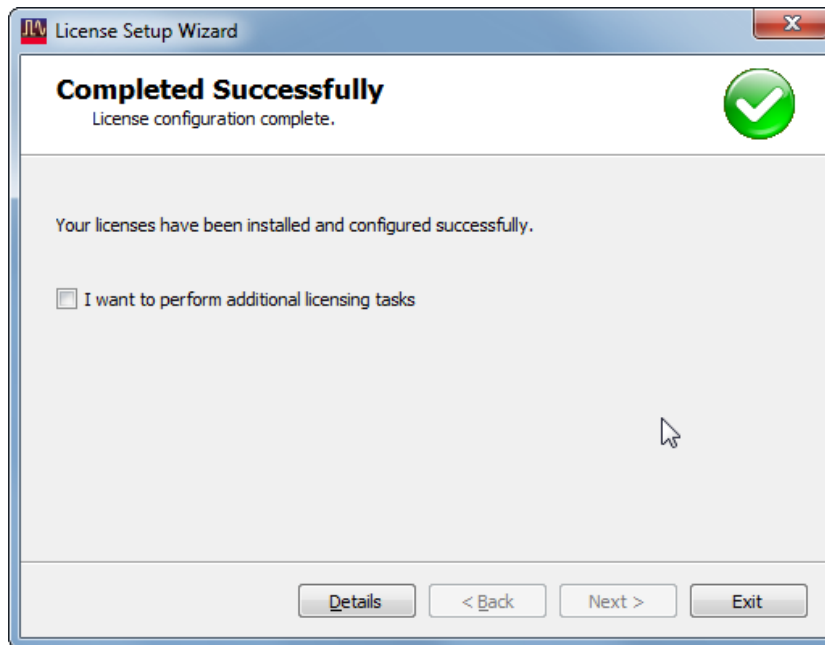 License Setup Wizard
Completed Successfully
License configuration complete.
Your licenses have been installed and configured successfully.
I want to perform additional licensing tasks
Details < Back Next > Exit